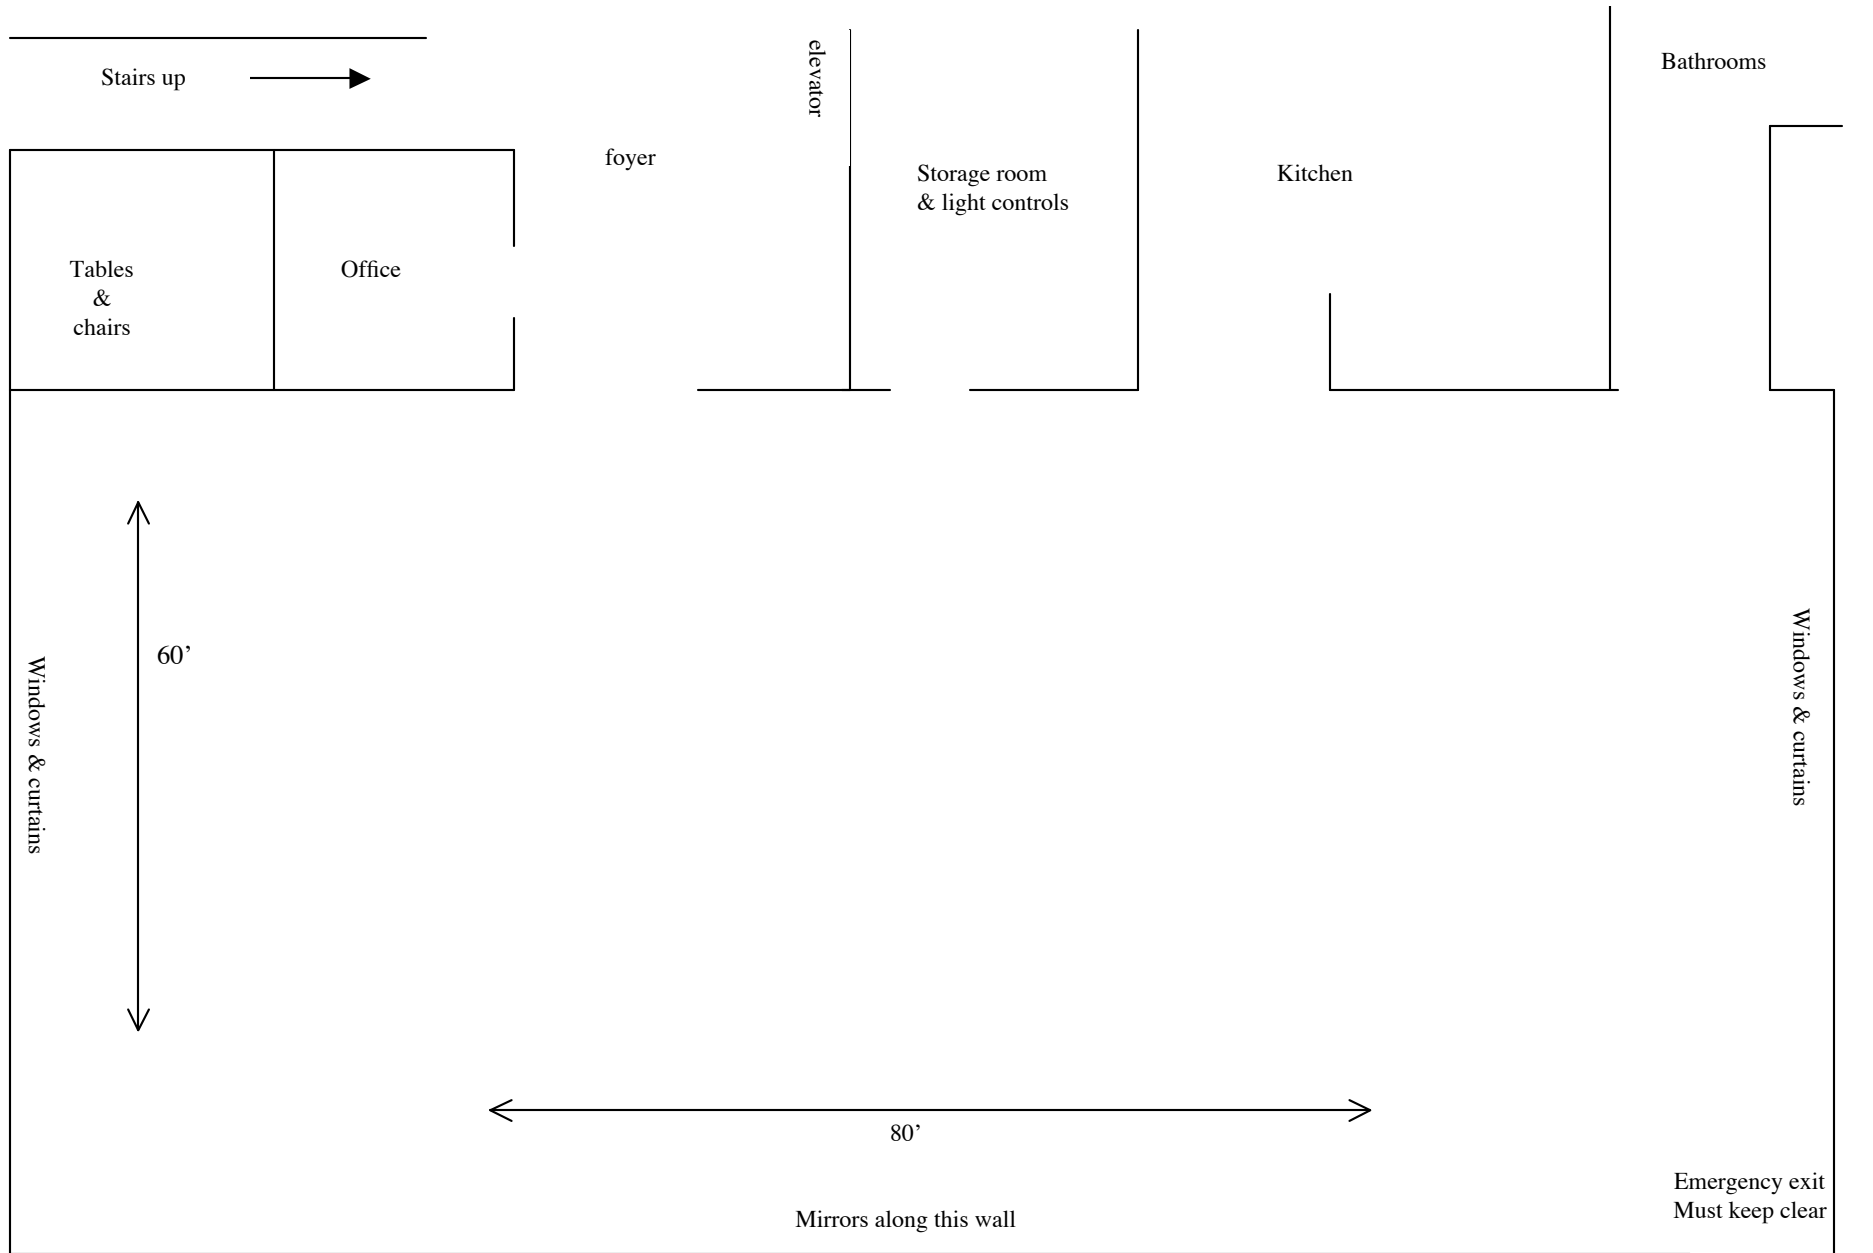 Stairs up
elevator
Bathrooms
foyer
Storage room
& light controls
Kitchen
Tables
&
chairs
Office
60’
Windows & curtains
Windows & curtains
80’
Emergency exit
Must keep clear
Mirrors along this wall